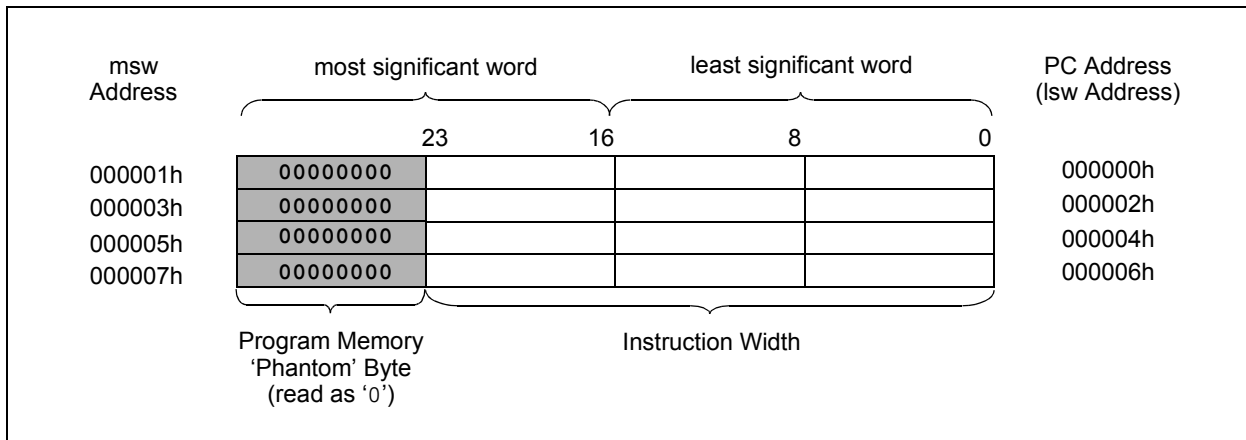 msw
Address
most significant word
least significant word
PC Address
(lsw Address)
23
16
8
0
000001h
00000000
000000h
000003h
00000000
000002h
000005h
00000000
000004h
000007h
00000000
000006h
Program Memory
‘Phantom’ Byte
(read as ‘0’)
Instruction Width